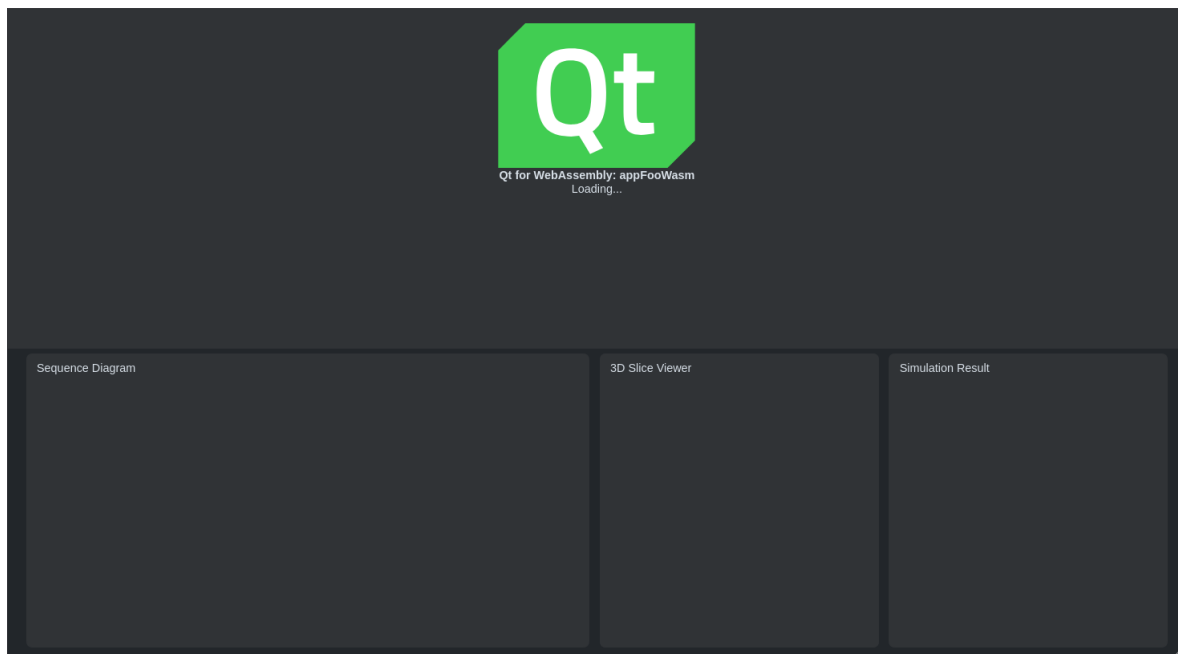 Qt
Qt for WebAssembly: appFooWasm
Loading...
Sequence Diagram
3D Slice Viewer
Simulation Result